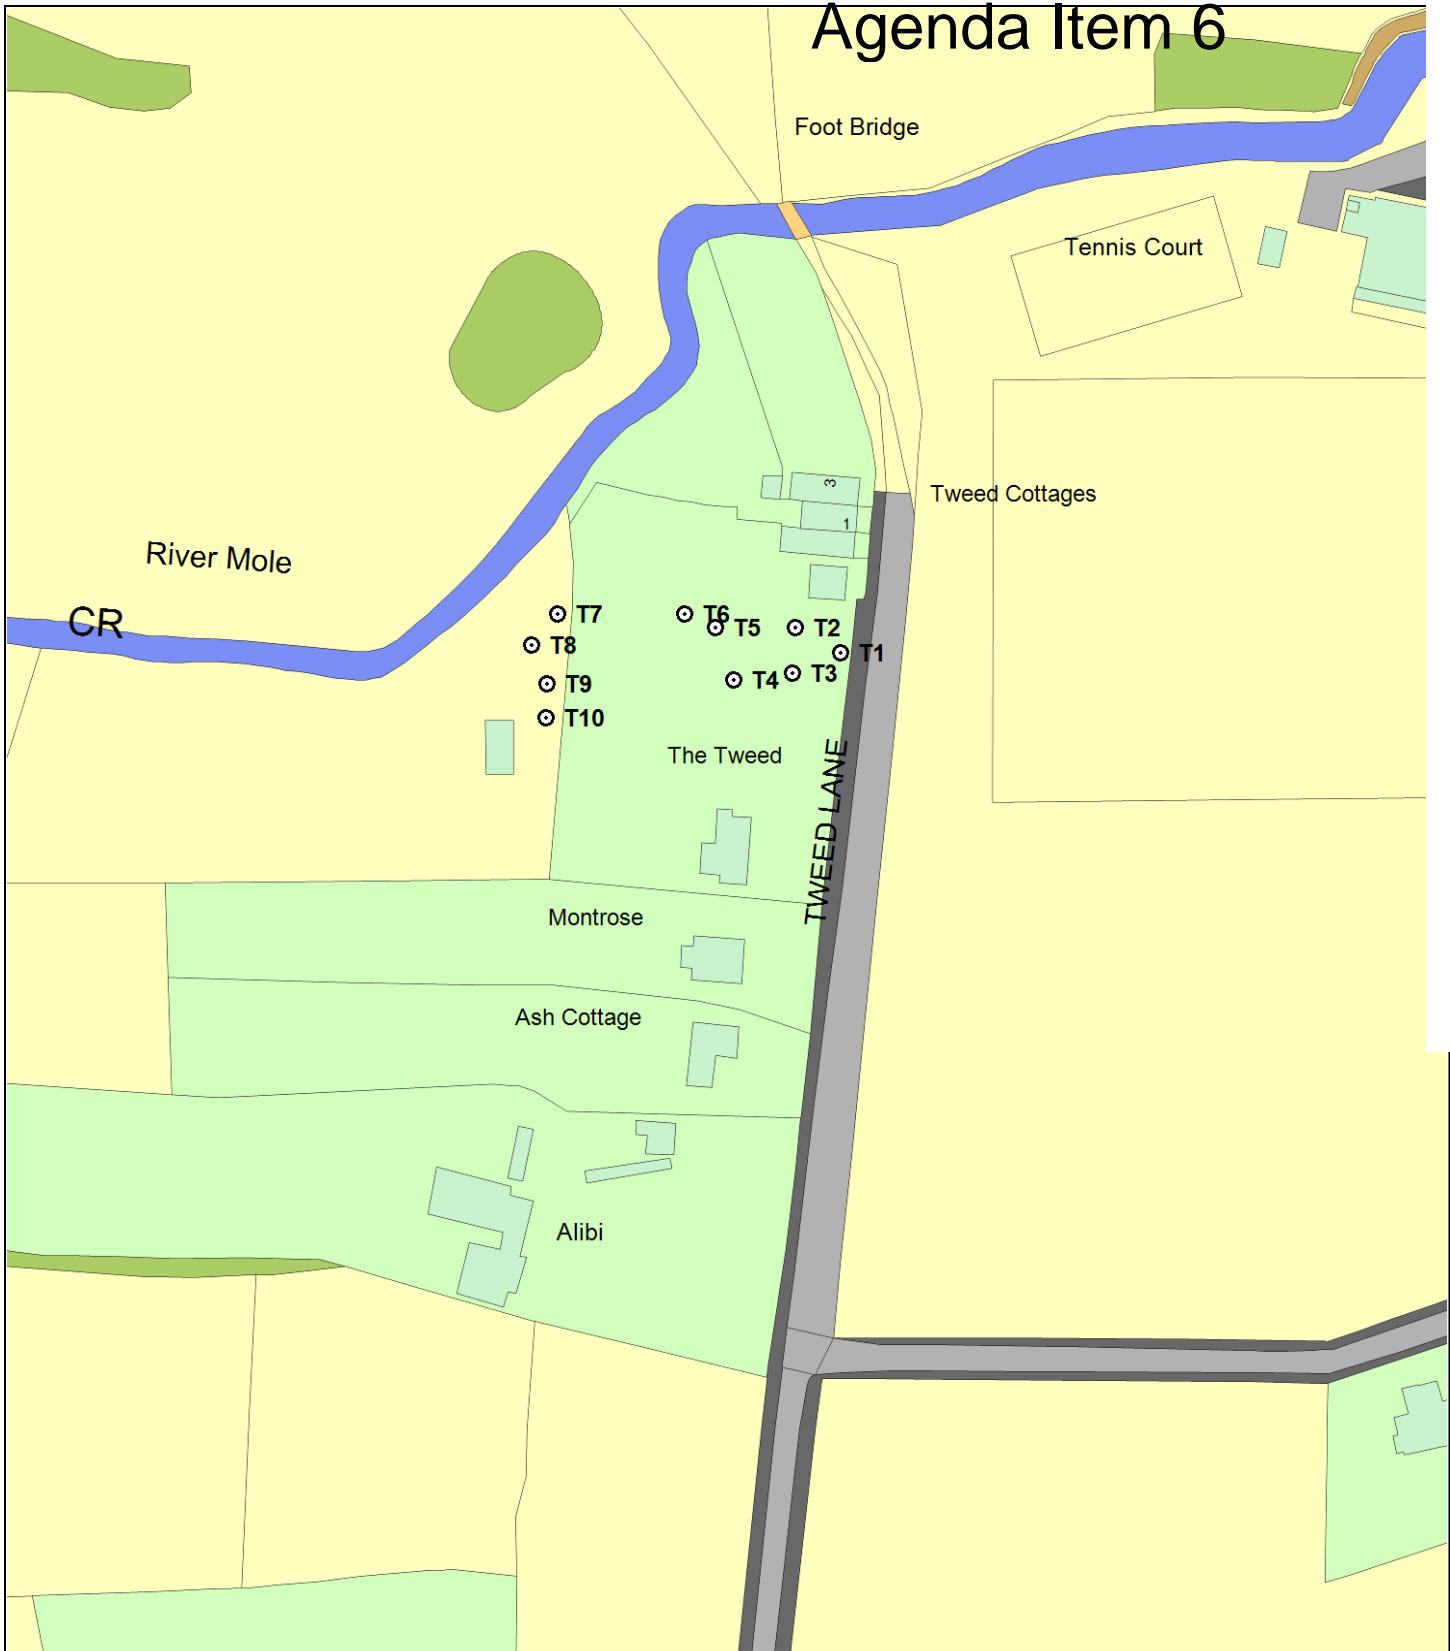 Agenda Item 6
Foot Bridge
Tennis Court
3
Tweed Cottages
1
River Mole
CR
T7
T6
T5
T2
T8
T1
T3
T4
T9
T10
The Tweed
TWEED LANE
Montrose
Ash Cottage
Alibi